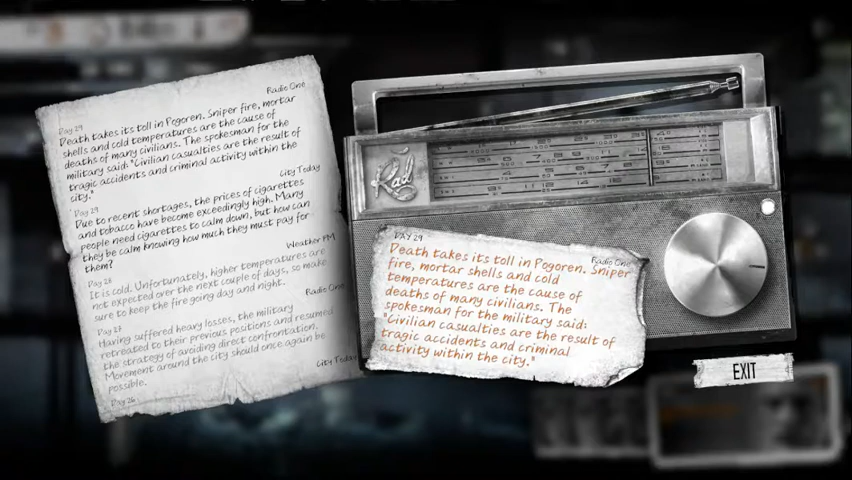 Radio One
Day 29
Death takes its toll in Pogoren. Sniper fire, mortar
shells and cold temperatures are the cause of
deaths of many civilians. The spokesman for the
military said: "Civilian casualties are the result of
tragic accidents and criminal activity within the
city."
City Today
Day 29
Due to recent shortages, the prices of cigarettes
and tobacco have become exceedingly high. Many
people need cigarettes to calm down, but how can
they be calm knowing how much they must pay for
them?
Weather FM
Day 28
It is cold. Unfortunately, higher temperatures are
not expected over the next couple of days, so make
sure to keep the fire going day and night.
Radio One
Day 27
Having suffered heavy losses, the military
retreated to their previous positions and resumed
the strategy of avoiding direct confrontation.
Movement around the city should once again be
possible.
City Today
Day 26
Rad
DAY 29
Radio One
Death takes its toll in Pogoren. Sniper
fire, mortar shells and cold
temperatures are the cause of
deaths of many civilians. The
spokesman for the military said:
"Civilian casualties are the result of
tragic accidents and criminal
activity within the city."
EXIT